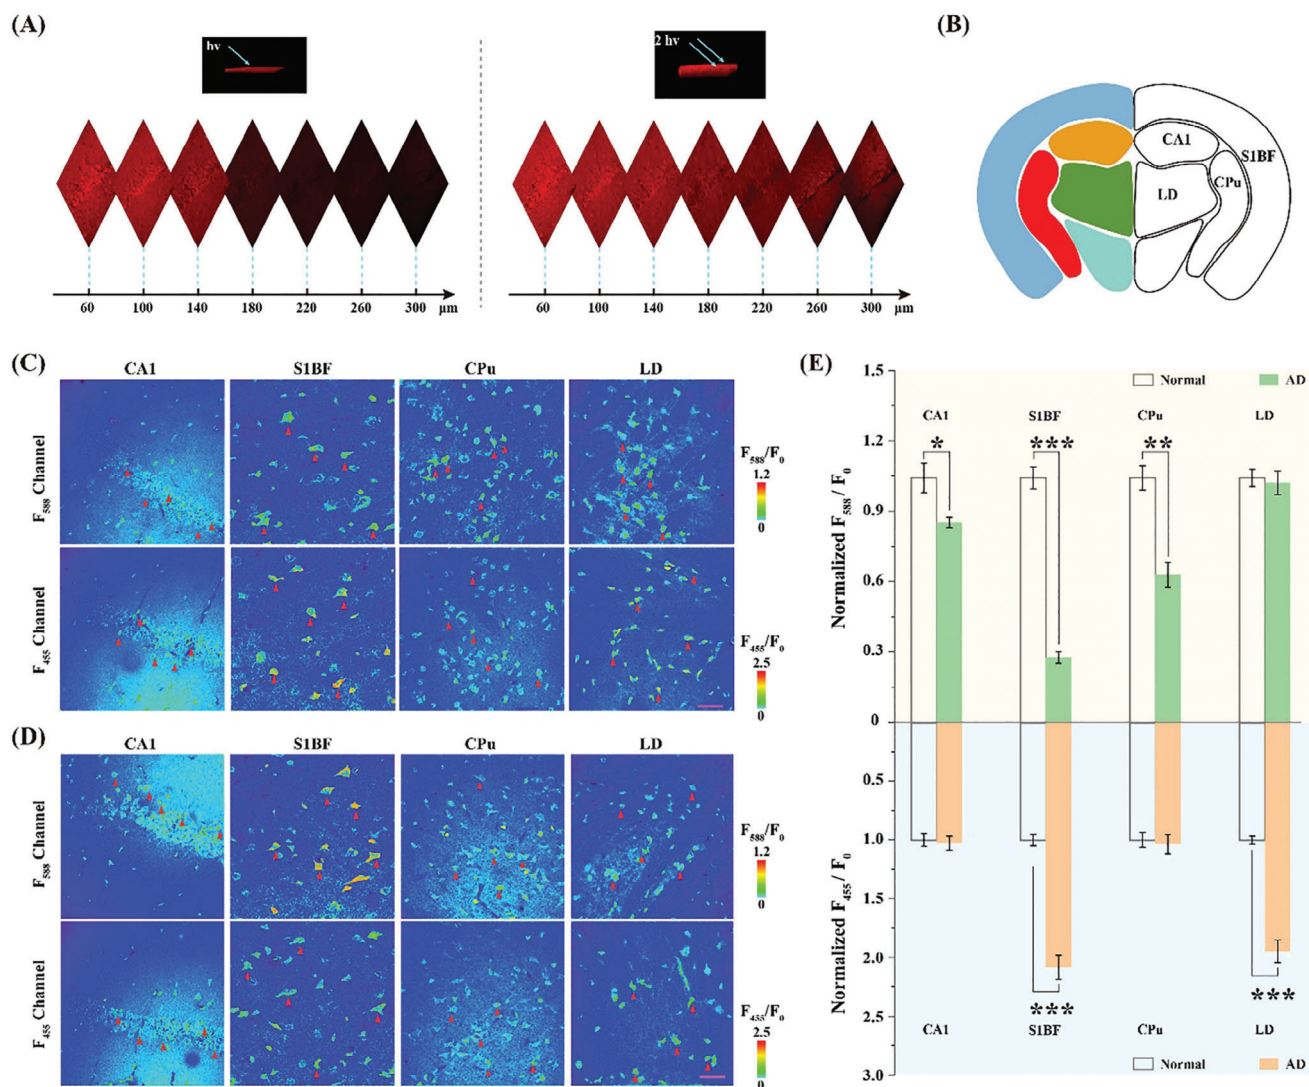 (A)
hv
2 hv
60 100 140 180 220 260 300 μm
60 100 140 180 220 260 300 μm
(B)
CA1
S1BF
CPu
LD
(C)
CA1 S1BF CPu LD
F588 Channel
F588/F0
1.2
0
F455 Channel
F455/F0
2.5
0
(D)
CA1 S1BF CPu LD
F588 Channel
F588/F0
1.2
0
F455 Channel
F455/F0
2.5
0
(E)
Normal AD
CA1 S1BF CPu LD
* *** **
Normalized F588 / F0
1.5
1.2
0.9
0.6
0.3
0
Normalized F455 / F0
0.5
1.0
1.5
2.0
2.5
3.0
*** ***
CA1 S1BF CPu LD
Normal AD